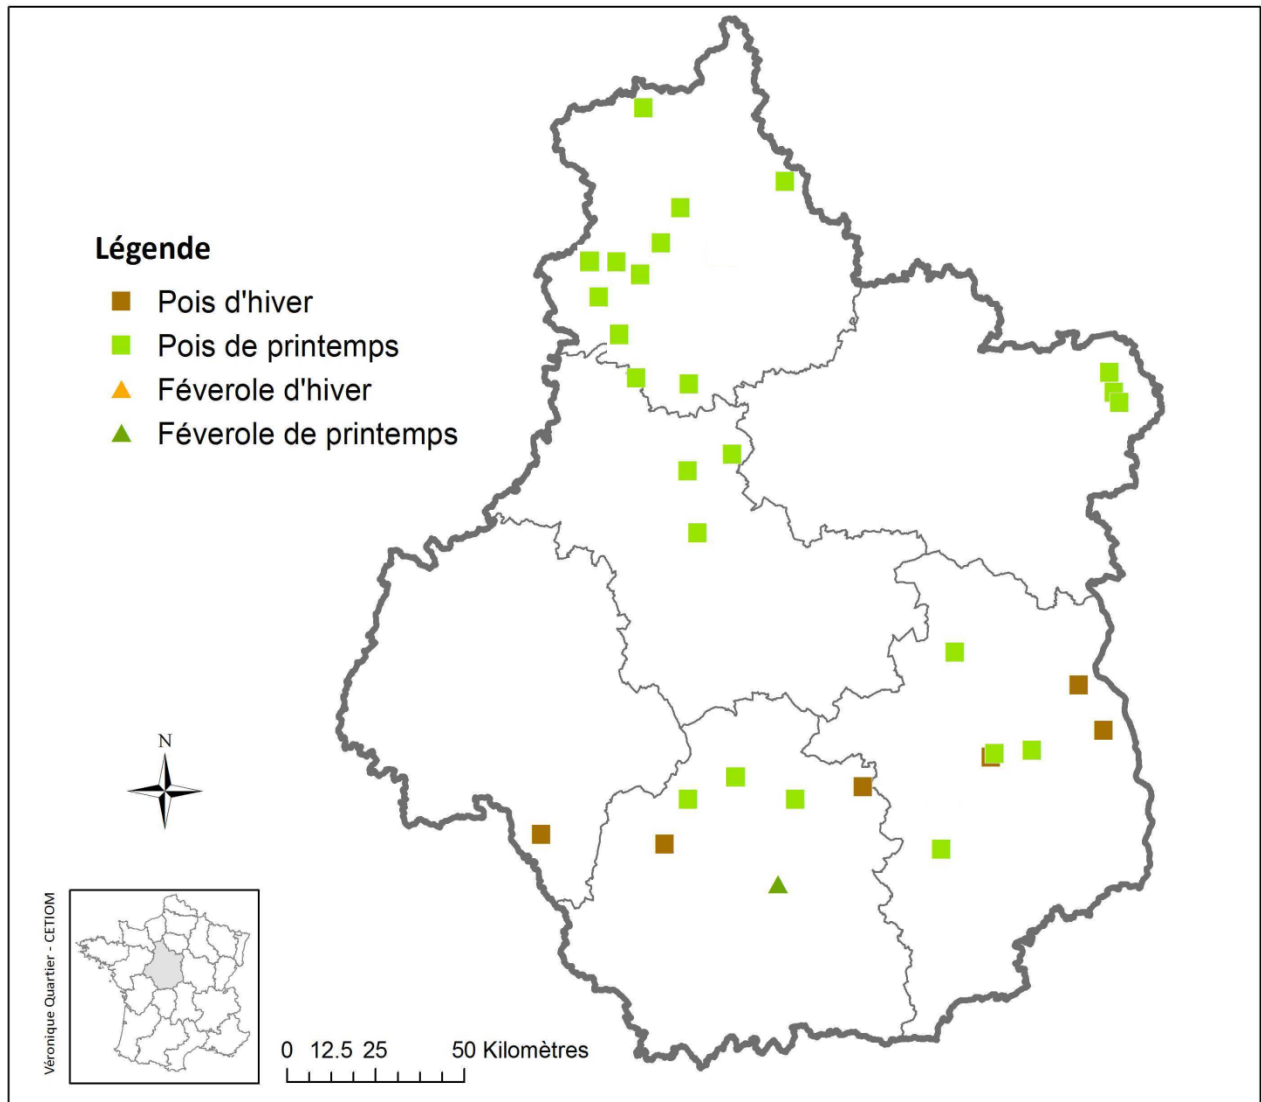 Légende
Pois d'hiver
Pois de printemps
Féverole d'hiver
Féverole de printemps
N
Véronique Quartier - CETIOM
0 12.5 25 50 Kilomètres